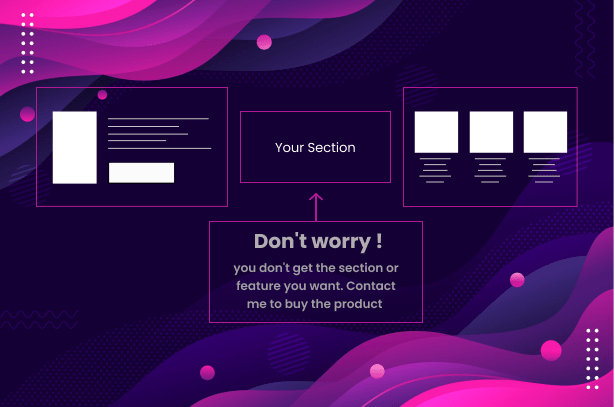 Your Section
Don't worry !
you don't get the section or
feature you want. Contact
me to buy the product